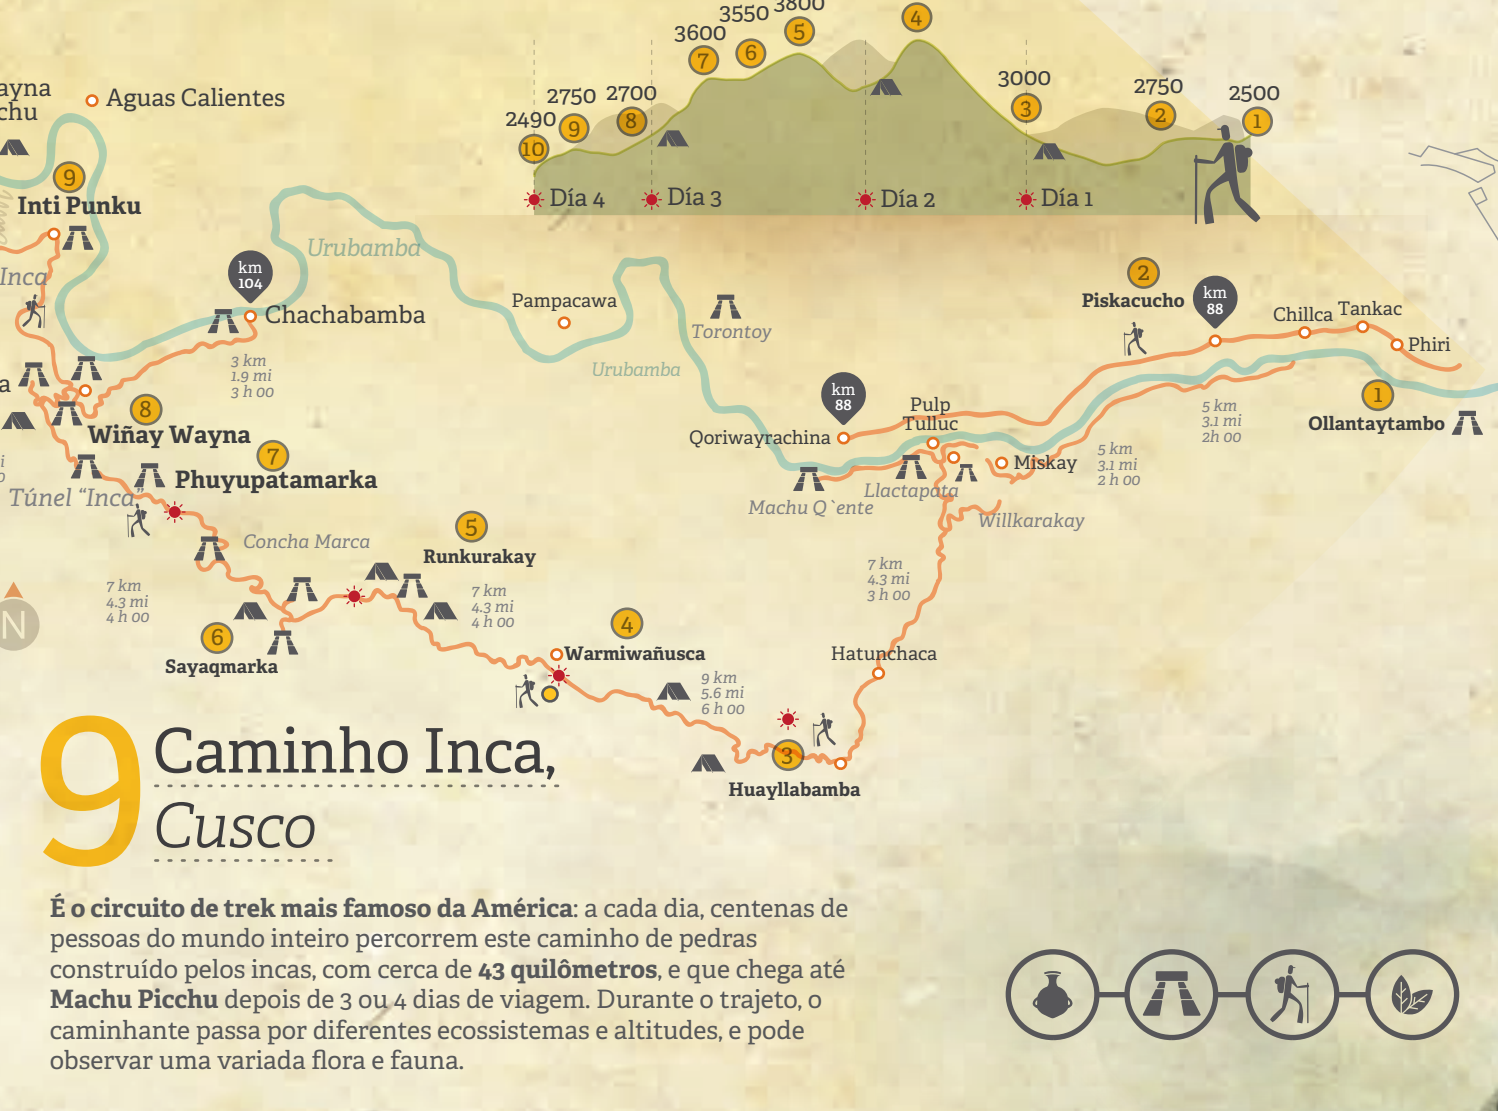 3800
3550
5
4
3600
6
7
3000
2750
2700
2750
2500
2490
3
9
8
2
1
10
Día 4
Día 3
Día 2
Día 1
Aguas Calientes
9
Inti Punku
Inca
Urubamba
km
104
Chachabamba
Pampacawa
Torontoy
Urubamba
3 km
1.9 mi
3 h 00
2
Piskacucho
km
88
Chillca
Tankac
Phiri
1
Ollantaytambo
5 km
3.1 mi
2h 00
km
88
Qoriwayrachina
Pulp
Tulluc
Miskay
5 km
3.1 mi
2 h 00
Machu Q`ente
Llactapata
Willkarakay
8
Wiñay Wayna
7
Phuyupatamarka
Túnel “Inca”
Concha Marca
5
Runkurakay
7 km
4.3 mi
4 h 00
7 km
4.3 mi
4 h 00
7 km
4.3 mi
3 h 00
N
6
Sayaqmarka
4
Warmiwañusca
9 km
5.6 mi
6 h 00
Hatunchaca
3
Huayllabamba
9
Caminho Inca,
Cusco
É o circuito de trek mais famoso da América: a cada dia, centenas de
pessoas do mundo inteiro percorrem este caminho de pedras
construído pelos incas, com cerca de 43 quilômetros, e que chega até
Machu Picchu depois de 3 ou 4 dias de viagem. Durante o trajeto, o
caminhante passa por diferentes ecossistemas e altitudes, e pode
observar uma variada flora e fauna.